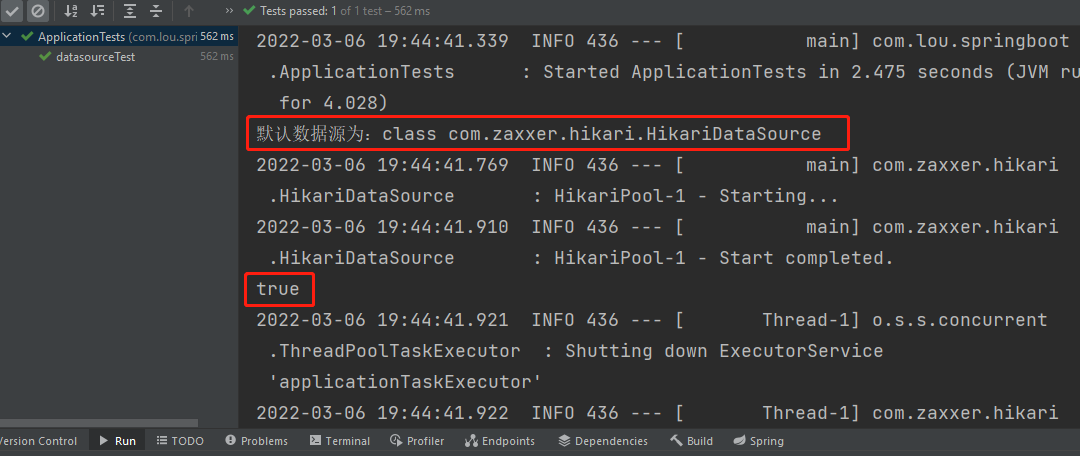 Tests passed: 1 of 1 test – 562 ms
ApplicationTests (com.lou.spri 562 ms
datasourceTest 562 ms
2022-03-06 19:44:41.339  INFO 436 --- [           main] com.lou.springboot
.ApplicationTests      : Started ApplicationTests in 2.475 seconds (JVM ru
for 4.028)
默认数据源为：class com.zaxxer.hikari.HikariDataSource
2022-03-06 19:44:41.769  INFO 436 --- [           main] com.zaxxer.hikari
.HikariDataSource       : HikariPool-1 - Starting...
2022-03-06 19:44:41.910  INFO 436 --- [           main] com.zaxxer.hikari
.HikariDataSource       : HikariPool-1 - Start completed.
true
2022-03-06 19:44:41.921  INFO 436 --- [       Thread-1] o.s.s.concurrent
.ThreadPoolTaskExecutor  : Shutting down ExecutorService
'applicationTaskExecutor'
2022-03-06 19:44:41.922  INFO 436 --- [       Thread-1] com.zaxxer.hikari
Version Control Run TODO Problems Terminal Profiler Endpoints Dependencies Build Spring